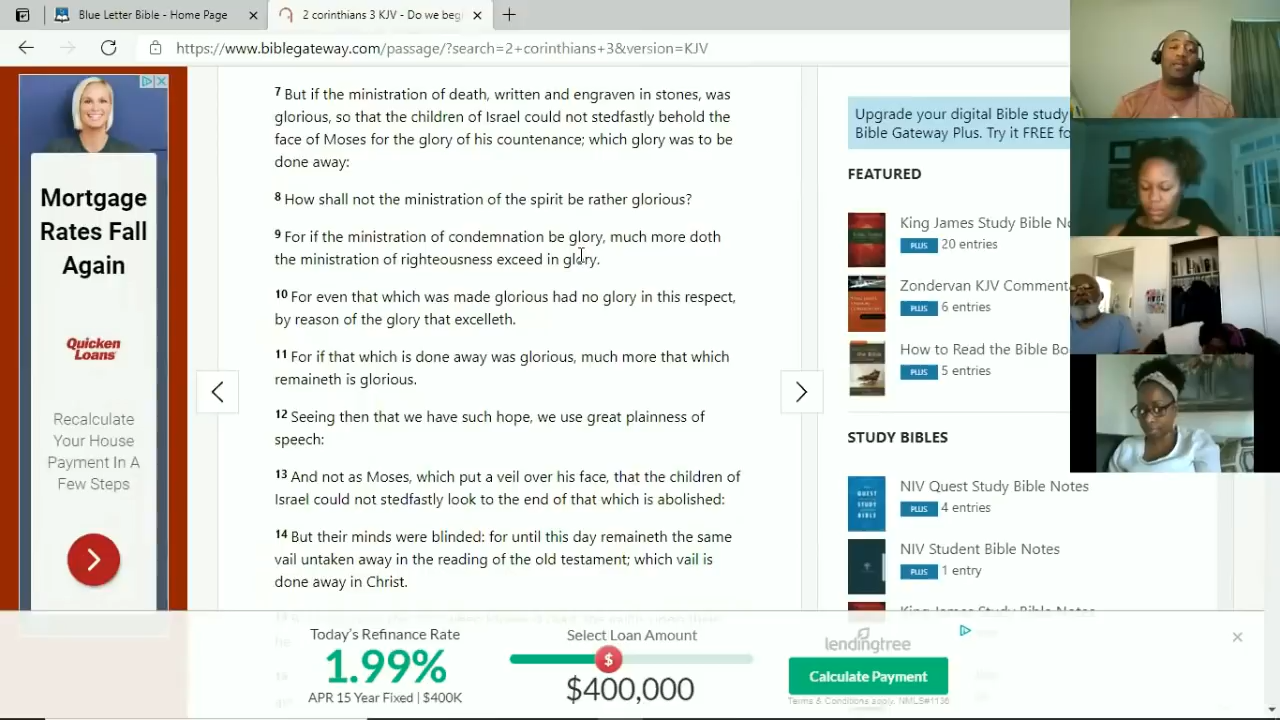 Blue Letter Bible - Home Page
2 corinthians 3 KJV - Do we beg
https://www.biblegateway.com/passage/?search=2+corinthians+3&version=KJV
Mortgage
Rates Fall
Again
Quicken
Loans
Recalculate
Your House
Payment In A
Few Steps
7 But if the ministration of death, written and engraven in stones, was
glorious, so that the children of Israel could not stedfastly behold the
face of Moses for the glory of his countenance; which glory was to be
done away:
8 How shall not the ministration of the spirit be rather glorious?
9 For if the ministration of condemnation be glory, much more doth
the ministration of righteousness exceed in glory.
10 For even that which was made glorious had no glory in this respect,
by reason of the glory that excelleth.
11 For if that which is done away was glorious, much more that which
remaineth is glorious.
12 Seeing then that we have such hope, we use great plainness of
speech:
13 And not as Moses, which put a veil over his face, that the children of
Israel could not stedfastly look to the end of that which is abolished:
14 But their minds were blinded: for until this day remaineth the same
vail untaken away in the reading of the old testament; which vail is
done away in Christ.
Upgrade your digital Bible study
Bible Gateway Plus. Try it FREE fo
FEATURED
King James Study Bible No
PLUS 20 entries
Zondervan KJV Comment
PLUS 6 entries
How to Read the Bible Bo
PLUS 5 entries
STUDY BIBLES
NIV Quest Study Bible Notes
PLUS 4 entries
NIV Student Bible Notes
PLUS 1 entry
Today's Refinance Rate
1.99%
APR 15 Year Fixed | $400K
Select Loan Amount
$
$400,000
lendingtree
Calculate Payment
Terms & Conditions apply. NMLS#1136